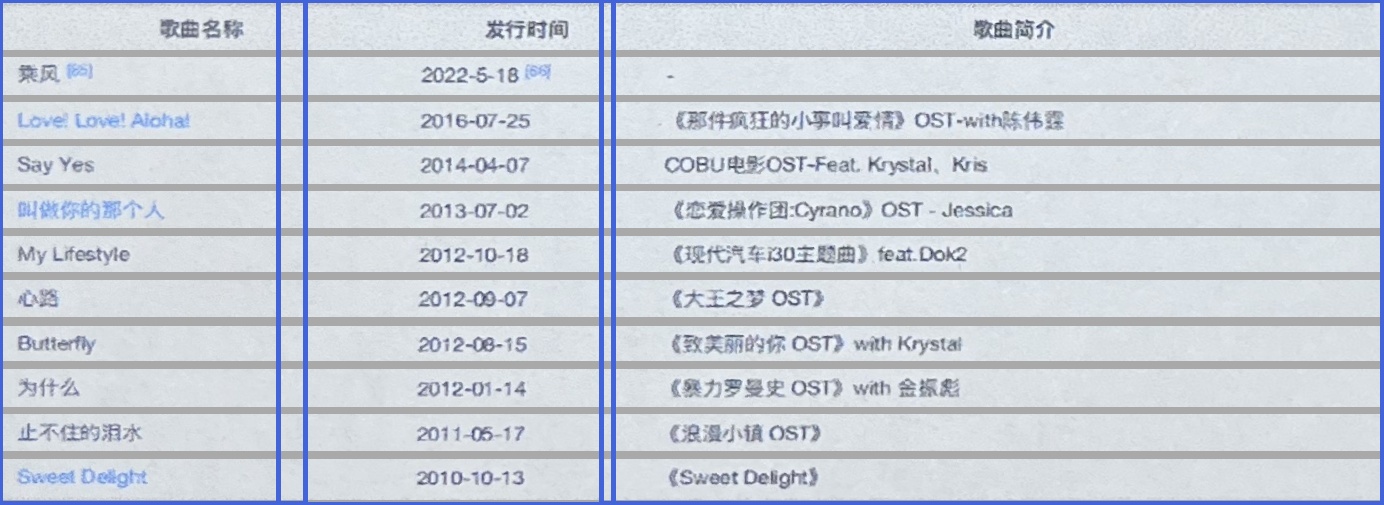 歌曲名称 发行时间 歌曲简介
乘风 [65] 2022-5-18 [66] -
Love! Love! Aloha! 2016-07-25 《那件疯狂的小事叫爱情》OST-with陈伟霆
Say Yes 2014-04-07 COBU电影OST-Feat. Krystal、Kris
叫做你的那个人 2013-07-02 《恋爱操作团:Cyrano》OST - Jessica
My Lifestyle 2012-10-18 《现代汽车i30主题曲》feat.Dok2
心路 2012-09-07 《大王之梦 OST》
Butterfly 2012-08-15 《致美丽的你 OST》with Krystal
为什么 2012-01-14 《暴力罗曼史 OST》with 金振彪
止不住的泪水 2011-05-17 《浪漫小镇 OST》
Sweet Delight 2010-10-13 《Sweet Delight》